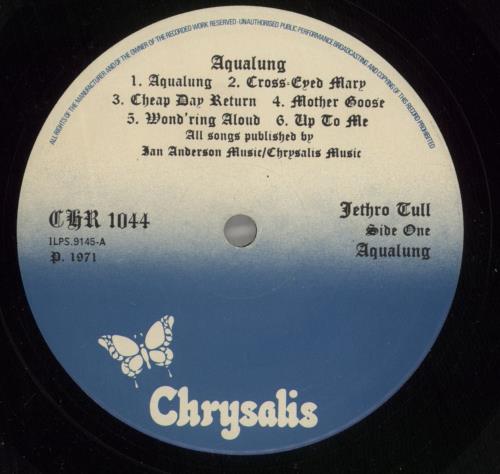 ALL RIGHTS OF THE MANUFACTURER AND OF THE OWNER OF THE RECORDED WORK RESERVED · UNAUTHORISED PUBLIC PERFORMANCE BROADCASTING AND COPYING OF THIS RECORD PROHIBITED
Aqualung
1. Aqualung 2. Cross-Eyed Mary
3. Cheap Day Return 4. Mother Goose
5. Wond'ring Aloud 6. Up To Me
All songs published by
Ian Anderson Music/Chrysalis Music
CHR 1044
ILPS.9145-A
P. 1971
Jethro Tull
Side One
Aqualung
Chrysalis